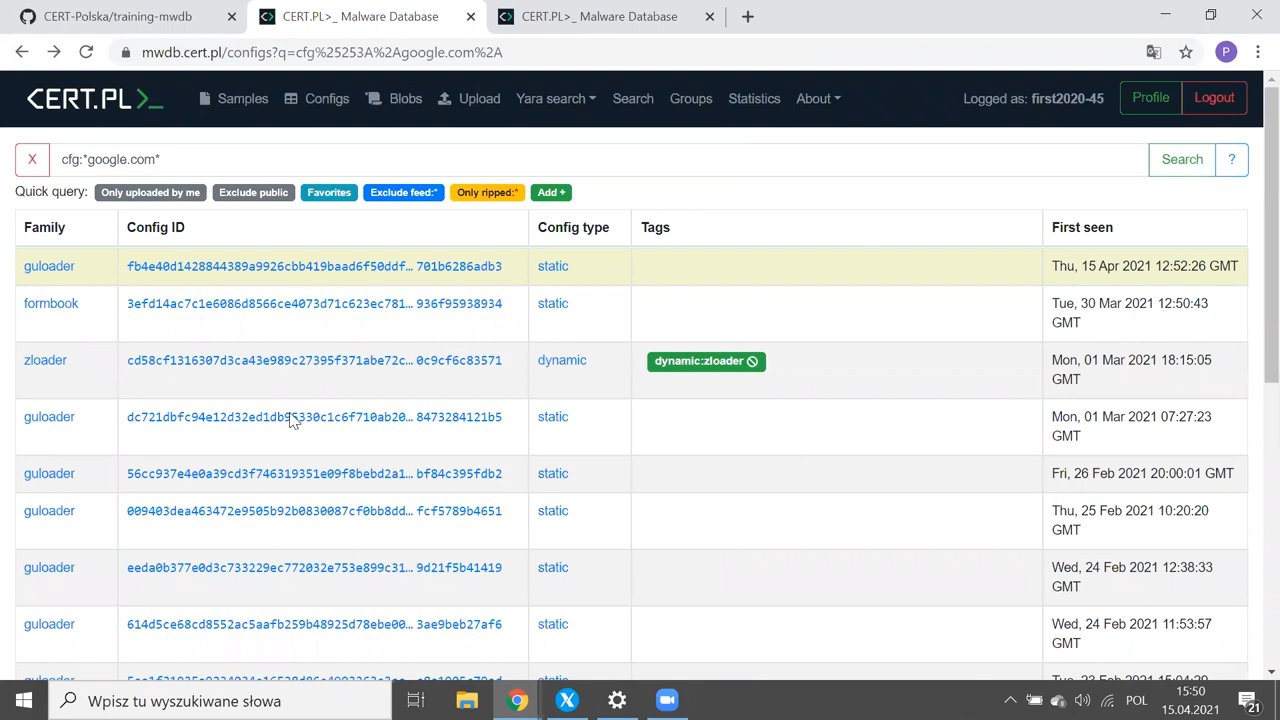 CERT-Polska/training-mwdb
CERT.PL>_ Malware Database
CERT.PL>_ Malware Database
mwdb.cert.pl/configs?q=cfg%253A%2Agoogle.com%2A
P
CERT.PL>_
Samples
Configs
Blobs
Upload
Yara search
Search
Groups
Statistics
About
Logged as: first2020-45
Profile
Logout
X
cfg:*google.com*
Search
?
Quick query: Only uploaded by me Exclude public Favorites Exclude feed:* Only ripped:* Add +
Family Config ID Config type Tags First seen
guloader fb4e40d1428844389a9926cbb419baad6f50ddf… 701b6286adb3 static Thu, 15 Apr 2021 12:52:26 GMT
formbook 3efd14ac7c1e6086d8566ce4073d71c623ec781… 936f95938934 static Tue, 30 Mar 2021 12:50:43
GMT
zloader cd58cf1316307d3ca43e989c27395f371abe72c… 0c9cf6c83571 dynamic dynamic:zloader Mon, 01 Mar 2021 18:15:05
GMT
guloader 8473284121b5 static Mon, 01 Mar 2021 07:27:23
GMT
guloader 56cc937e4e0a39cd3f746319351e09f8bebd2a1… bf84c395fdb2 static Fri, 26 Feb 2021 20:00:01 GMT
guloader 009403dea463472e9505b92b0830087cf0bb8dd… fcf5789b4651 static Thu, 25 Feb 2021 10:20:20
GMT
guloader eeda0b377e0d3c733229ec772032e753e899c31… 9d21f5b41419 static Wed, 24 Feb 2021 12:38:33
GMT
guloader 614d5ce68cd8552ac5aafb259b48925d78ebe00… 3ae9beb27af6 static Wed, 24 Feb 2021 11:53:57
GMT
Wpisz tu wyszukiwane słowa
POL
15:50
15.04.2021
21